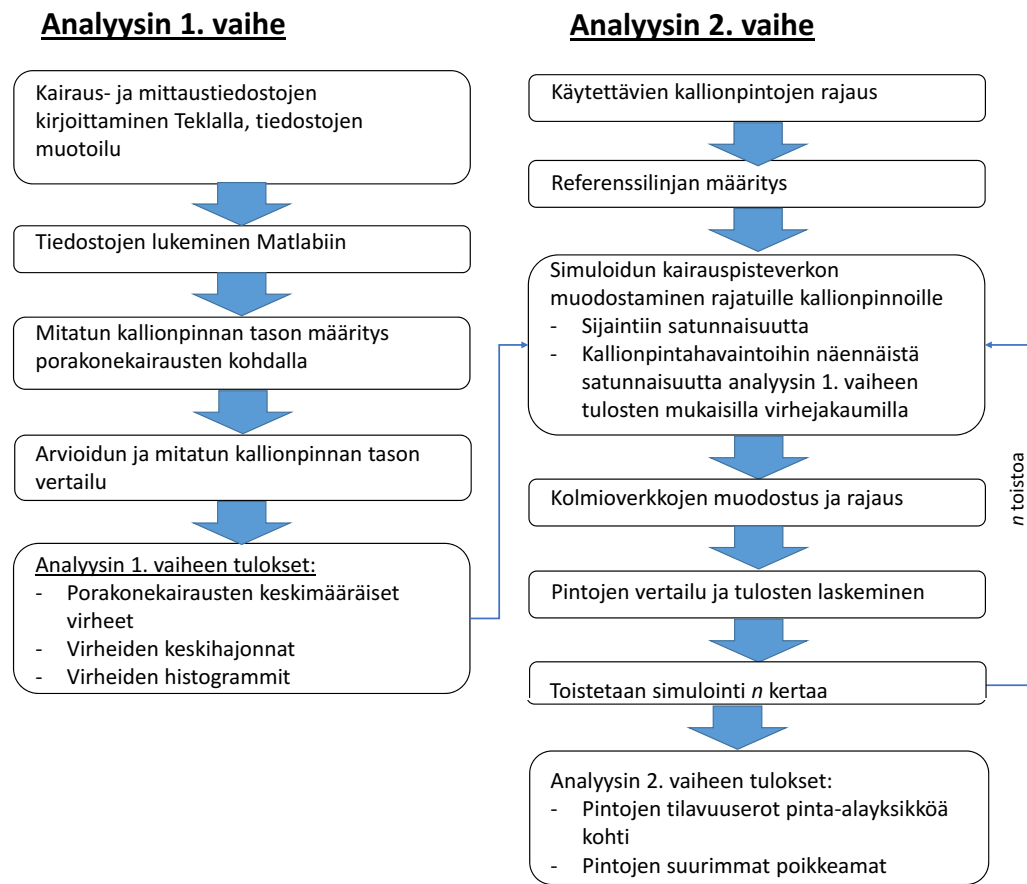 Analyysin 1. vaihe
Kairaus- ja mittaustiedostojen
kirjoittaminen Teklalla, tiedostojen
muotoilu
Tiedostojen lukeminen Matlabiin
Mitatun kallionpinnan tason määritys
porakonekairausten kohdalla
Arvioidun ja mitatun kallionpinnan tason
vertailu
Analyysin 1. vaiheen tulokset:
- Porakonekairausten keskimääräiset
virheet
- Virheiden keskihajonnat
- Virheiden histogrammit
Analyysin 2. vaihe
Käytettävien kallionpintojen rajaus
Referenssilinjan määritys
Simuloidun kairauspisteverkon
muodostaminen rajatuille kallionpinnoille
- Sijaintiin satunnaisuutta
- Kallionpintahavaintoihin näennäistä
satunnaisuutta analyysin 1. vaiheen
tulosten mukaisilla virhejakaumilla
Kolmioverkkojen muodostus ja rajaus
Pintojen vertailu ja tulosten laskeminen
Toistetaan simulointi n kertaa
n toistoa
Analyysin 2. vaiheen tulokset:
- Pintojen tilavuuserot pinta-alayksikköä
kohti
- Pintojen suurimmat poikkeamat